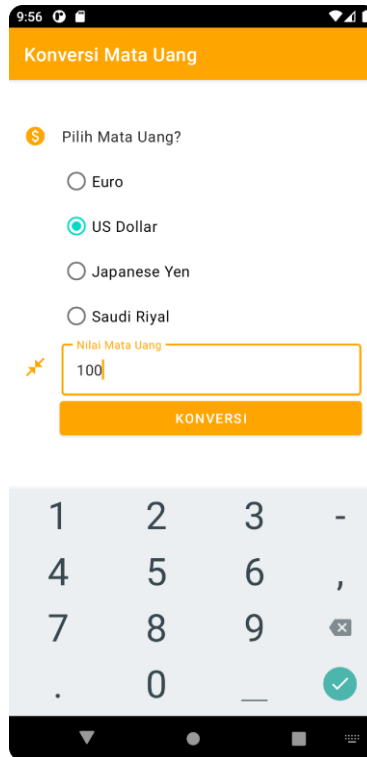 9:56
Konversi Mata Uang
$
Pilih Mata Uang?
Euro
US Dollar
Japanese Yen
Saudi Riyal
Nilai Mata Uang
100
KONVERSI
1 2 3 -
4 5 6 ,
7 8 9
. 0 _